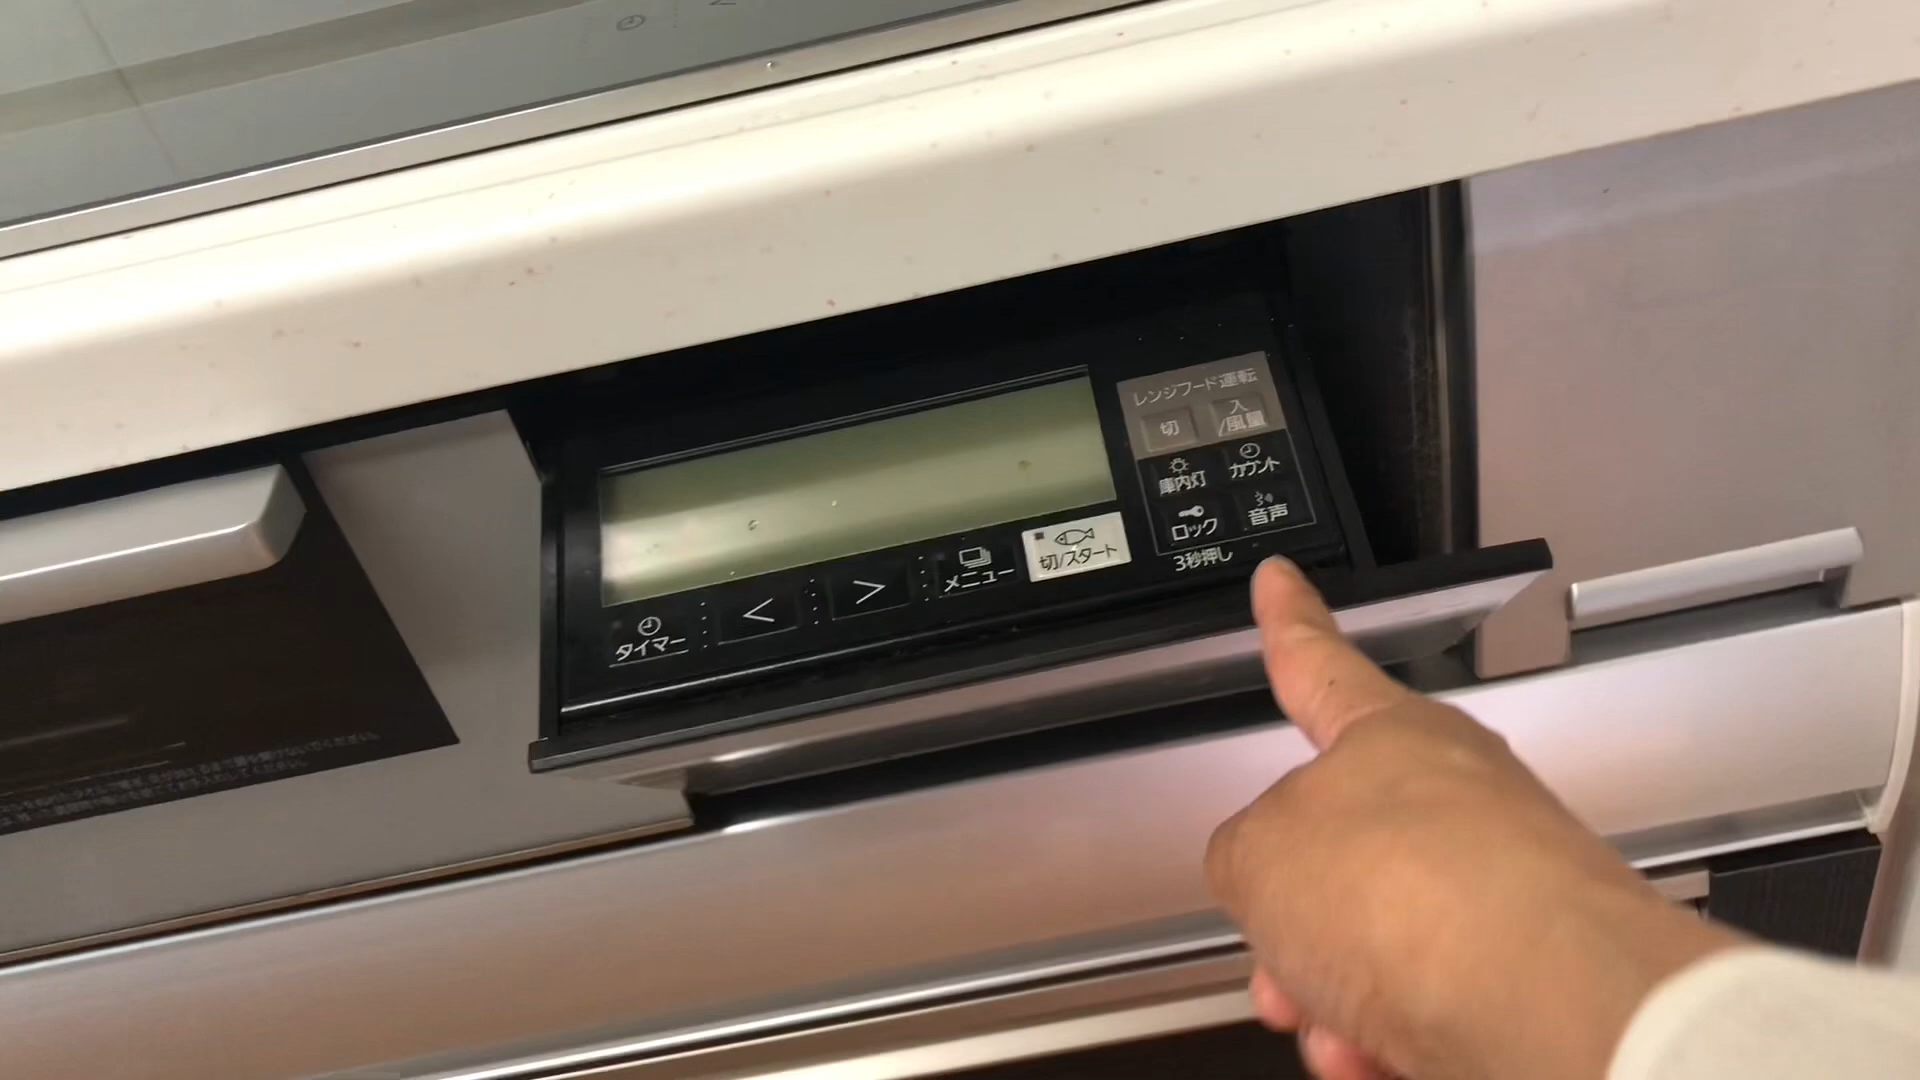 レンジフード運転
切
入
/風量
庫内灯
カウント
ロック
音声
3秒押し
切/スタート
メニュー
>
<
タイマー